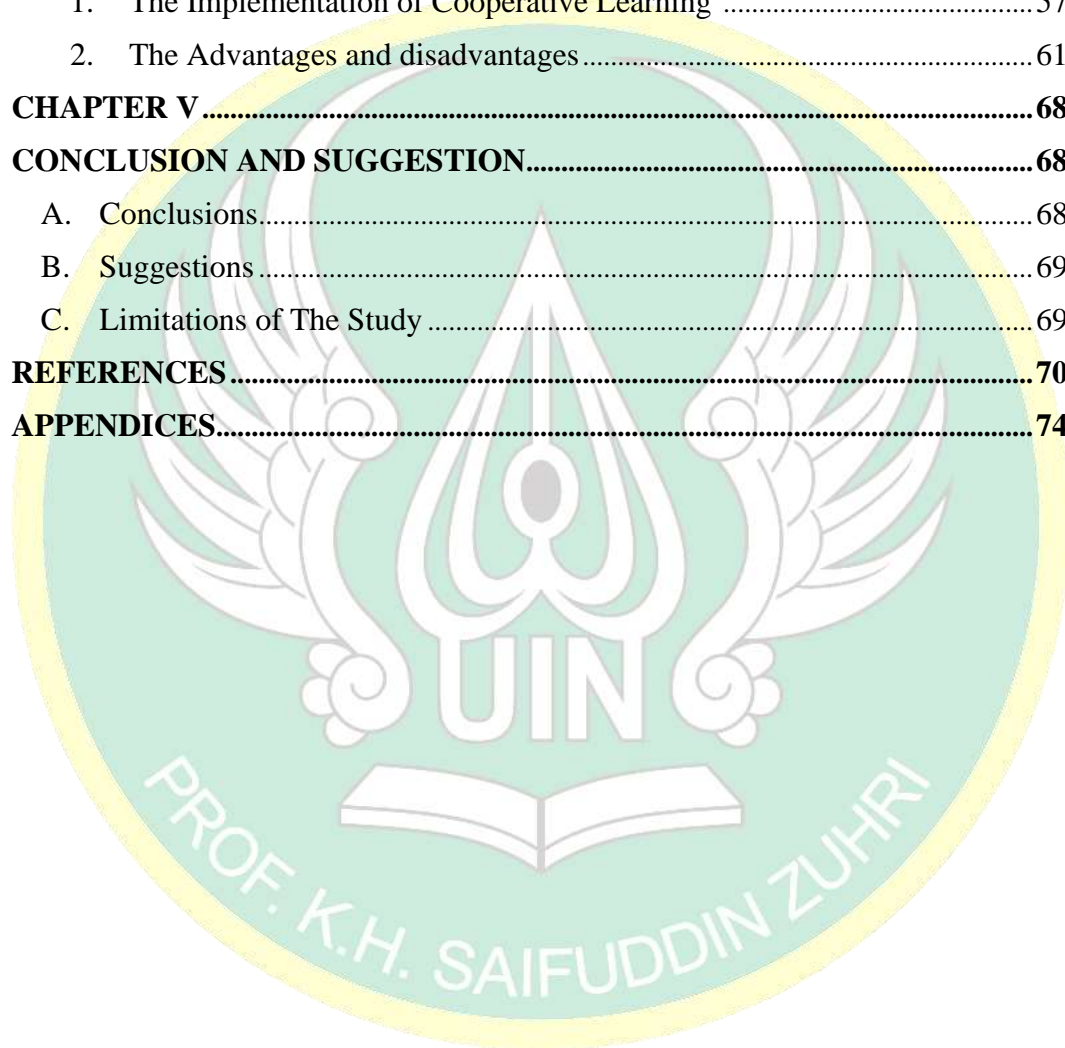 1. The Implementation of Cooperative Learning ........................................ 57
2. The Advantages and disadvantages ........................................ 61
CHAPTER V ........................................ 68
CONCLUSION AND SUGGESTION ........................................ 68
A. Conclusions ........................................ 68
B. Suggestions ........................................ 69
C. Limitations of The Study ........................................ 69
REFERENCES ........................................ 70
APPENDICES ........................................ 74
UIN
PROF. K.H. SAIFUDDIN ZUHRI